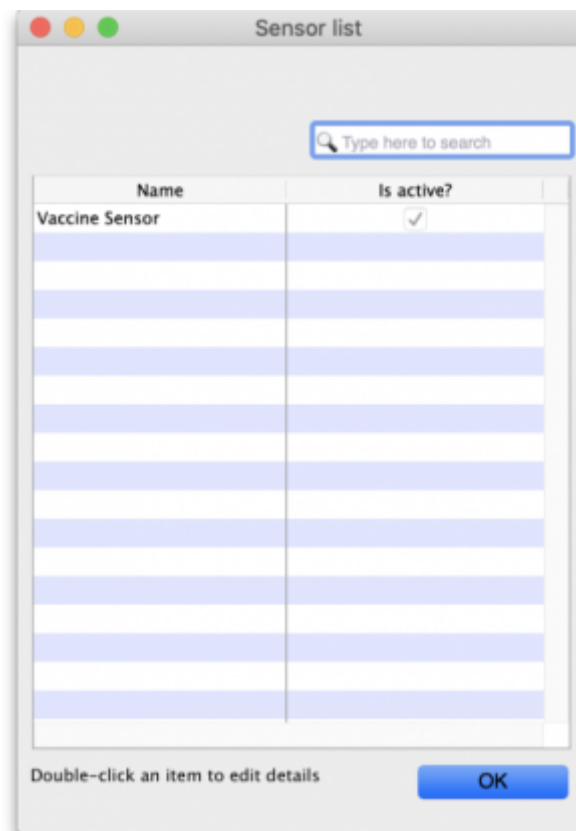 Sensor list
Type here to search
Name Is active?
Vaccine Sensor
Double-click an item to edit details
OK